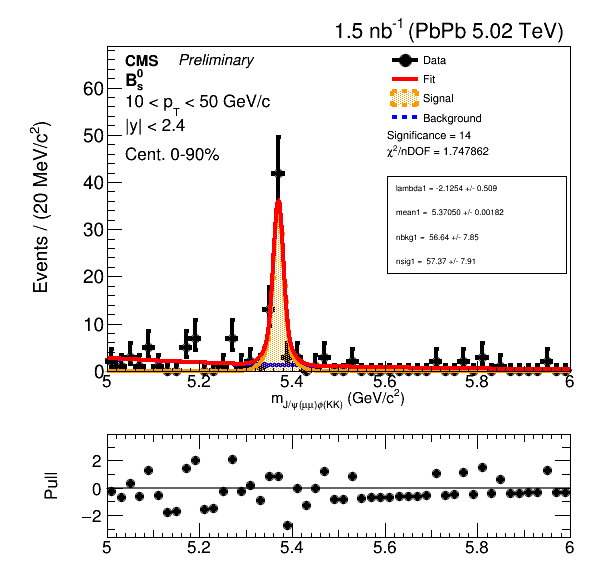 1.5 nb⁻¹ (PbPb 5.02 TeV)
CMS Preliminary
B⁰ₛ
10 < p_T < 50 GeV/c
|y| < 2.4
Cent. 0-90%
Data
Fit
Signal
Background
Significance = 14
χ²/nDOF = 1.747862
lambda1 = -2.1254 +/- 0.509
mean1 = 5.37050 +/- 0.00182
nbkg1 = 56.64 +/- 7.85
nsig1 = 57.37 +/- 7.91
Events / (20 MeV/c²)
60
50
40
30
20
10
0
5 5.2 5.4 5.6 5.8 6
m_J/ψ(μμ)φ(KK) (GeV/c²)
Pull
2
0
−2
5 5.2 5.4 5.6 5.8 6